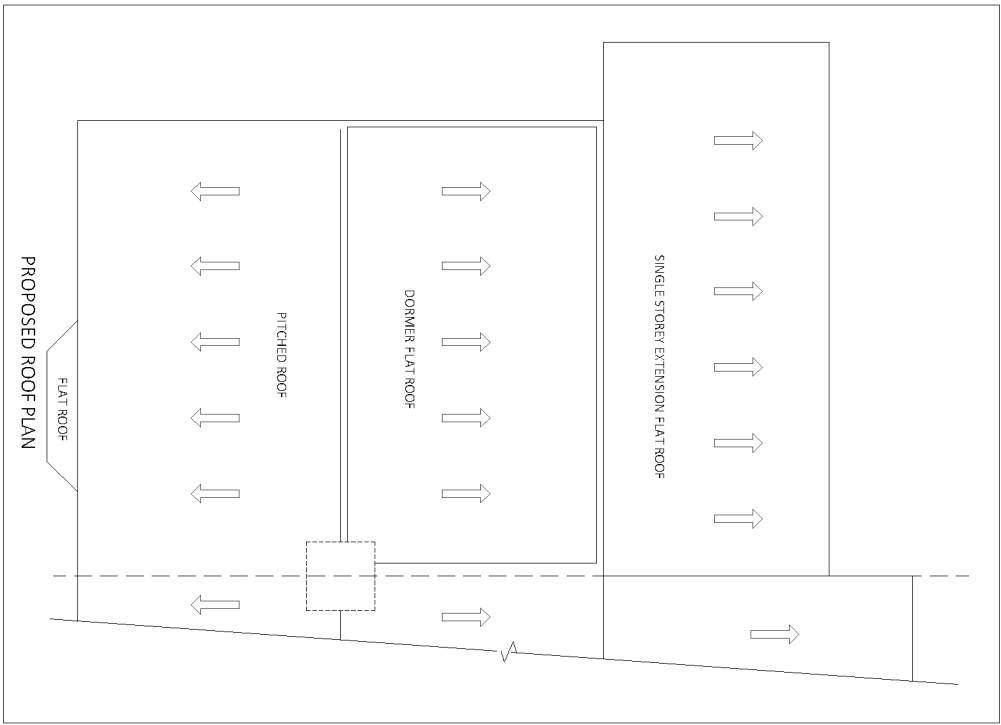 SINGLE STOREY EXTENSION FLAT ROOF
DORMER FLAT ROOF
PITCHED ROOF
FLAT ROOF
PROPOSED ROOF PLAN